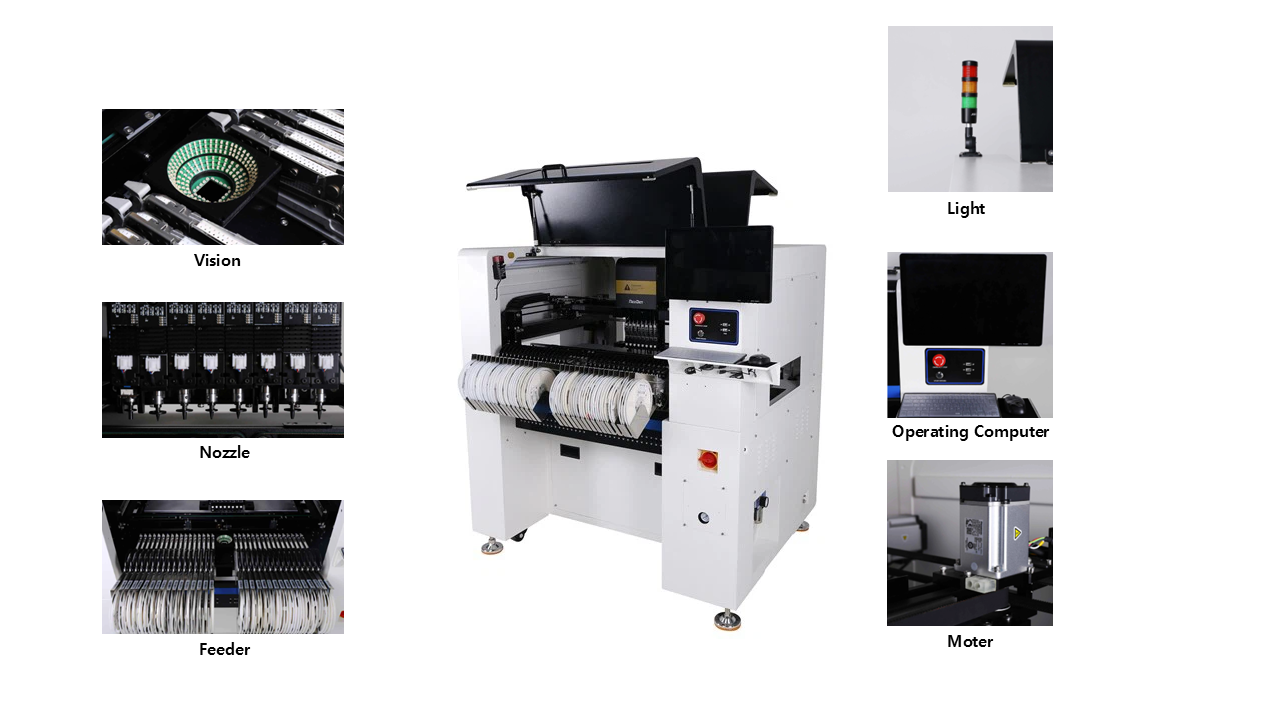 Light
Vision
Operating Computer
Nozzle
Moter
Feeder